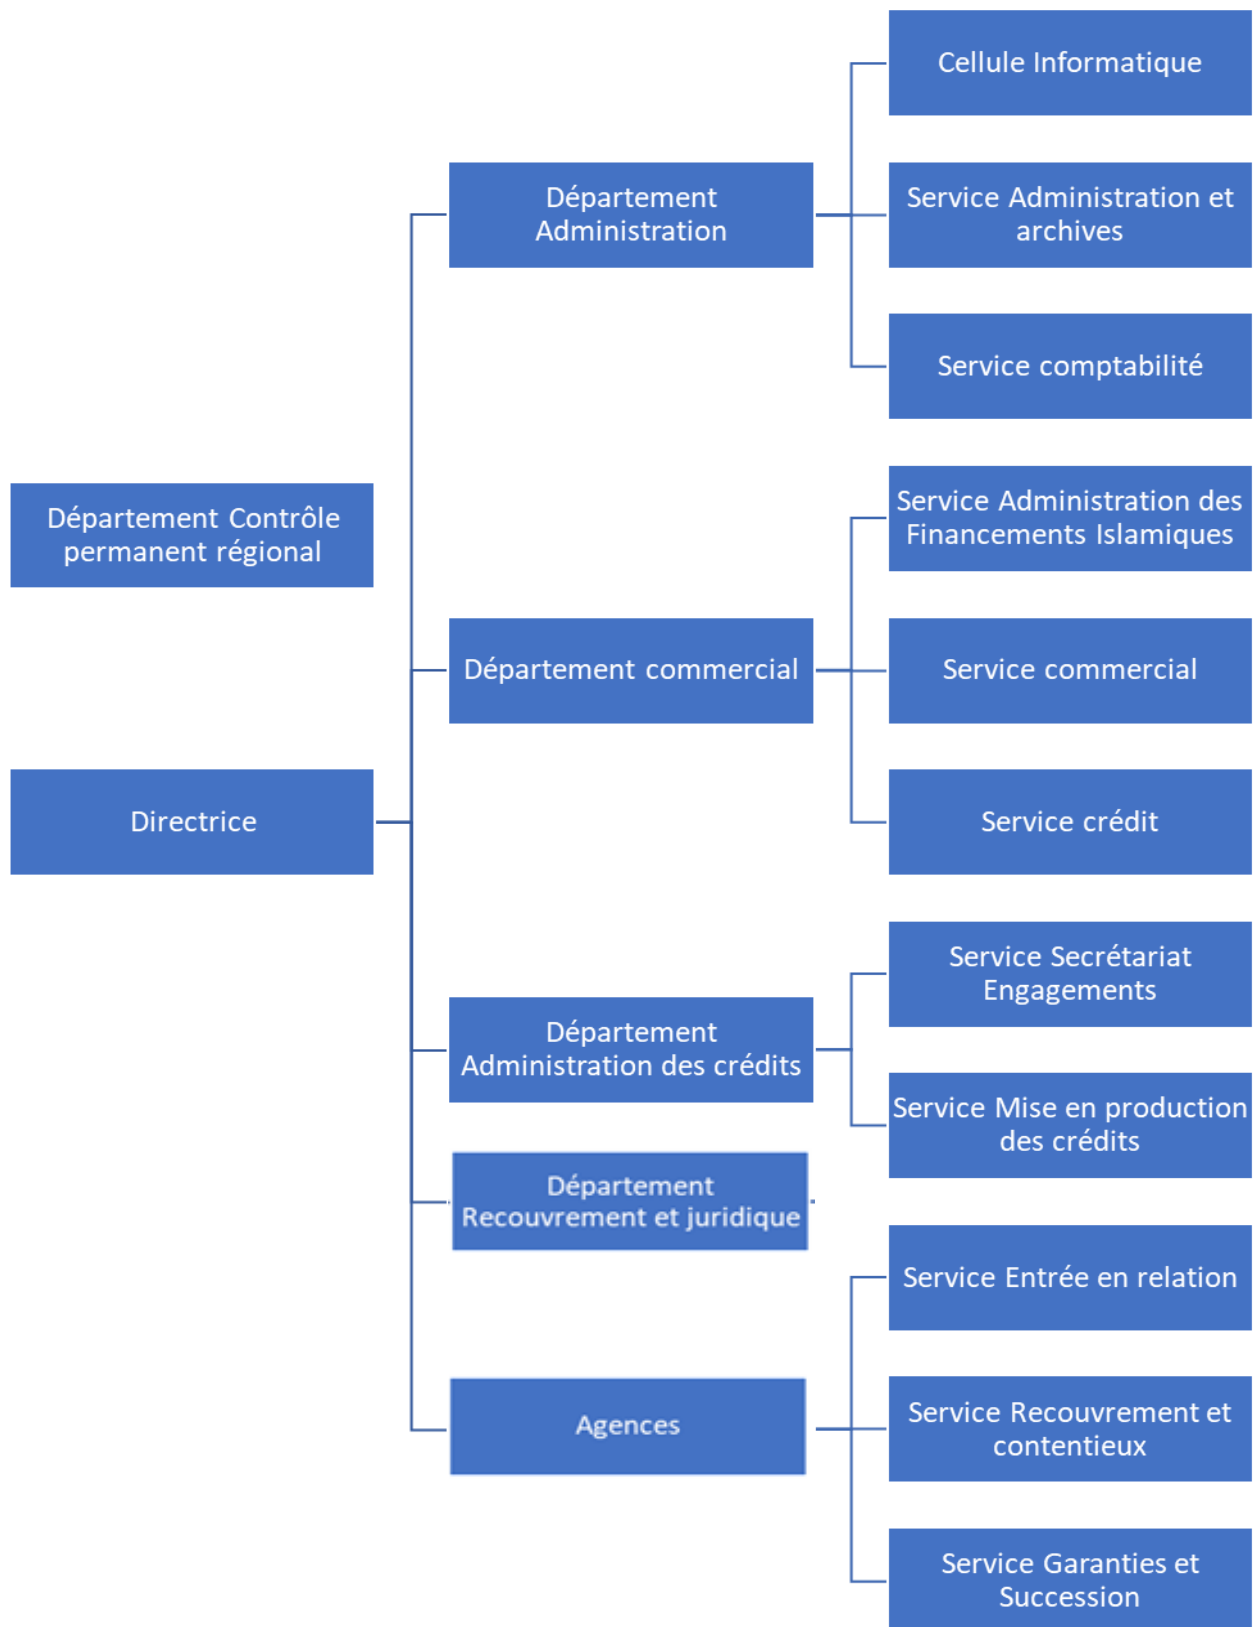 Département Contrôle
permanent régional
Directrice
Département
Administration
Cellule Informatique
Service Administration et
archives
Service comptabilité
Département commercial
Service Administration des
Financements Islamiques
Service commercial
Service crédit
Département
Administration des crédits
Service Secrétariat
Engagements
Service Mise en production
des crédits
Département
Recouvrement et juridique
Agences
Service Entrée en relation
Service Recouvrement et
contentieux
Service Garanties et
Succession